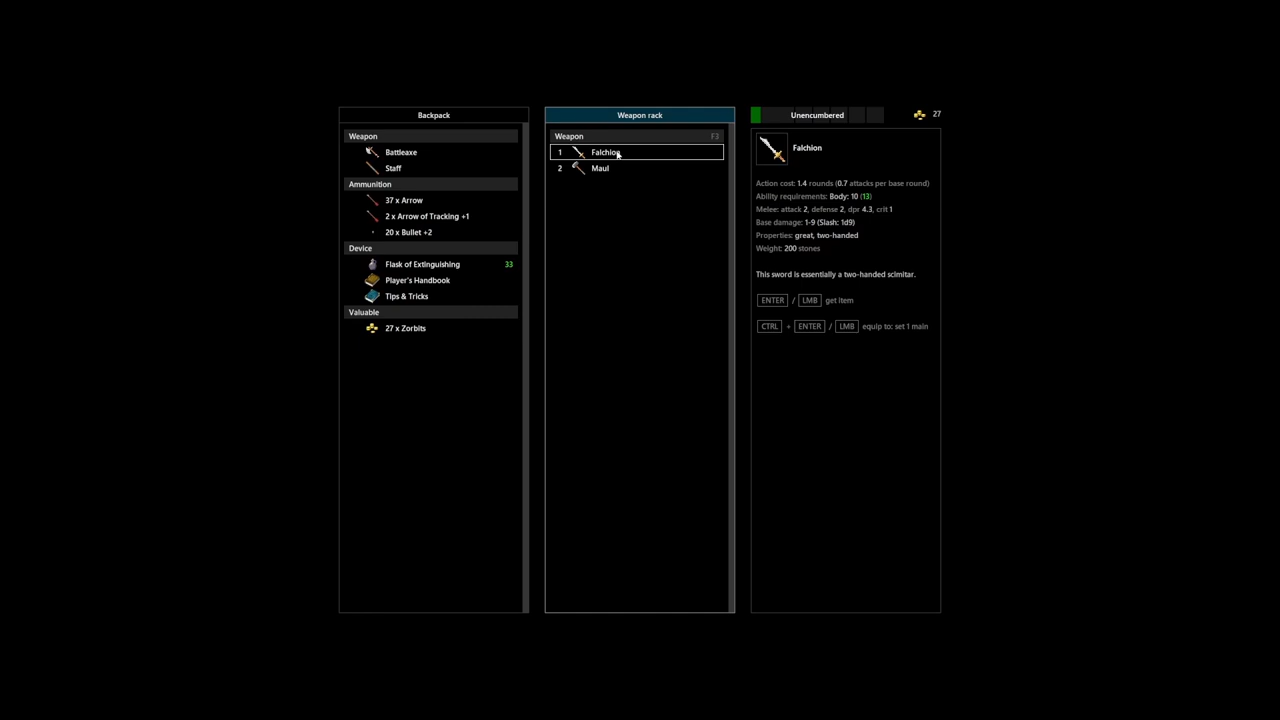 Backpack
Weapon
Battleaxe
Staff
Ammunition
37 x Arrow
2 x Arrow of Tracking +1
20 x Bullet +2
Device
Flask of Extinguishing 33
Player's Handbook
Tips & Tricks
Valuable
27 x Zorbits
Weapon rack
Weapon F3
1 Falchion
2 Maul
Unencumbered 27
Falchion
Action cost: 1.4 rounds (0.7 attacks per base round)
Ability requirements: Body: 10 (13)
Melee: attack 2, defense 2, dpr 4.3, crit 1
Base damage: 1-9 (Slash: 1d9)
Properties: great, two-handed
Weight: 200 stones
This sword is essentially a two-handed scimitar.
ENTER / LMB get item
CTRL + ENTER / LMB equip to: set 1 main